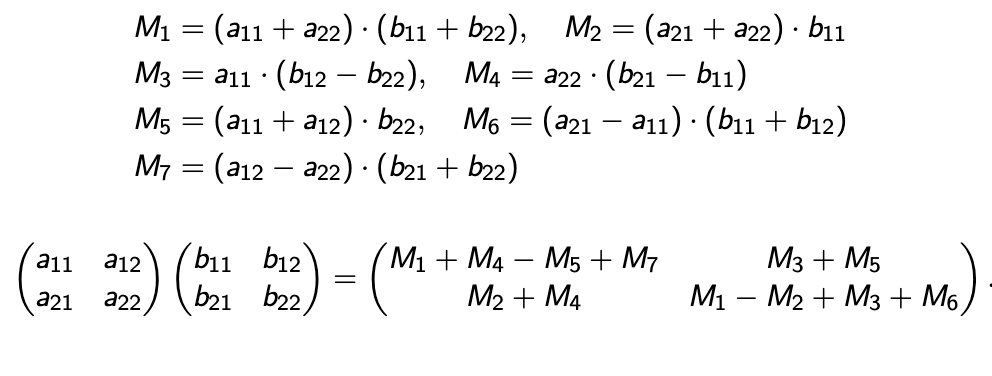 M₁ = (a₁₁ + a₂₂) · (b₁₁ + b₂₂), M₂ = (a₂₁ + a₂₂) · b₁₁
M₃ = a₁₁ · (b₁₂ − b₂₂), M₄ = a₂₂ · (b₂₁ − b₁₁)
M₅ = (a₁₁ + a₁₂) · b₂₂, M₆ = (a₂₁ − a₁₁) · (b₁₁ + b₁₂)
M₇ = (a₁₂ − a₂₂) · (b₂₁ + b₂₂)
(a₁₁ a₁₂) (b₁₁ b₁₂) = (M₁ + M₄ − M₅ + M₇ M₃ + M₅)
(a₂₁ a₂₂) (b₂₁ b₂₂) (M₂ + M₄ M₁ − M₂ + M₃ + M₆).